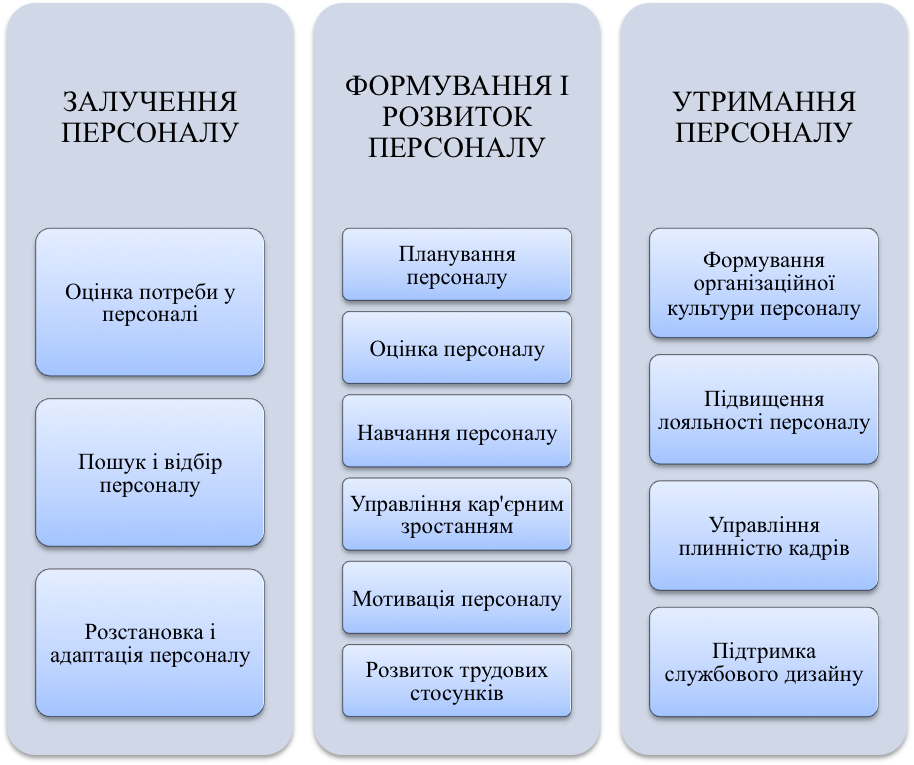 ЗАЛУЧЕННЯ
ПЕРСОНАЛУ
Оцінка потреби у
персоналі
Пошук і відбір
персоналу
Розстановка і
адаптація персоналу
ФОРМУВАННЯ І
РОЗВИТОК
ПЕРСОНАЛУ
Планування
персоналу
Оцінка персоналу
Навчання персоналу
Управління кар'єрним
зростанням
Мотивація персоналу
Розвиток трудових
стосунків
УТРИМАННЯ
ПЕРСОНАЛУ
Формування
організаційної
культури персоналу
Підвищення
лояльності персоналу
Управління
плинністю кадрів
Підтримка
службового дизайну